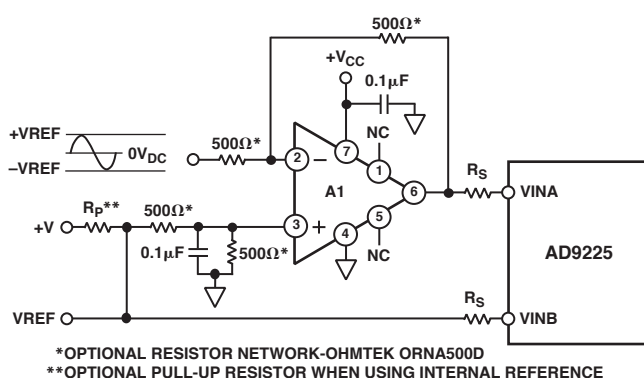 500Ω*
+VCC
0.1µF
+VREF
0VDC
–VREF
500Ω*
NC
2
–
7
1
A1
6
RS
VINA
RP**
+V
500Ω*
3
+
4
5
0.1µF
500Ω*
NC
AD9225
VREF
RS
VINB
*OPTIONAL RESISTOR NETWORK-OHMTEK ORNA500D
**OPTIONAL PULL-UP RESISTOR WHEN USING INTERNAL REFERENCE